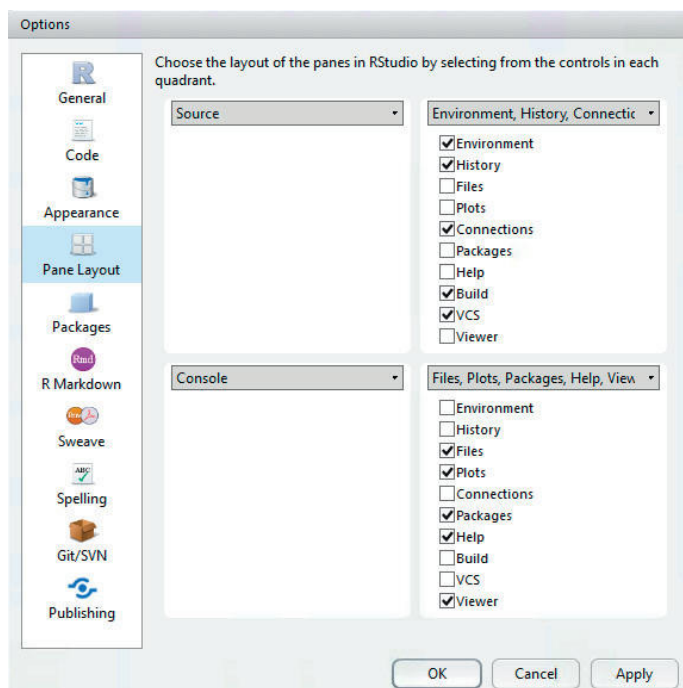 Options
Choose the layout of the panes in RStudio by selecting from the controls in each
quadrant.
R
General
Code
Appearance
Pane Layout
Packages
Rmd
R Markdown
Sweave
ABC
Spelling
Git/SVN
Publishing
Source
Environment, History, Connectic
Environment
History
Files
Plots
Connections
Packages
Help
Build
VCS
Viewer
Console
Files, Plots, Packages, Help, View
Environment
History
Files
Plots
Connections
Packages
Help
Build
VCS
Viewer
OK
Cancel
Apply